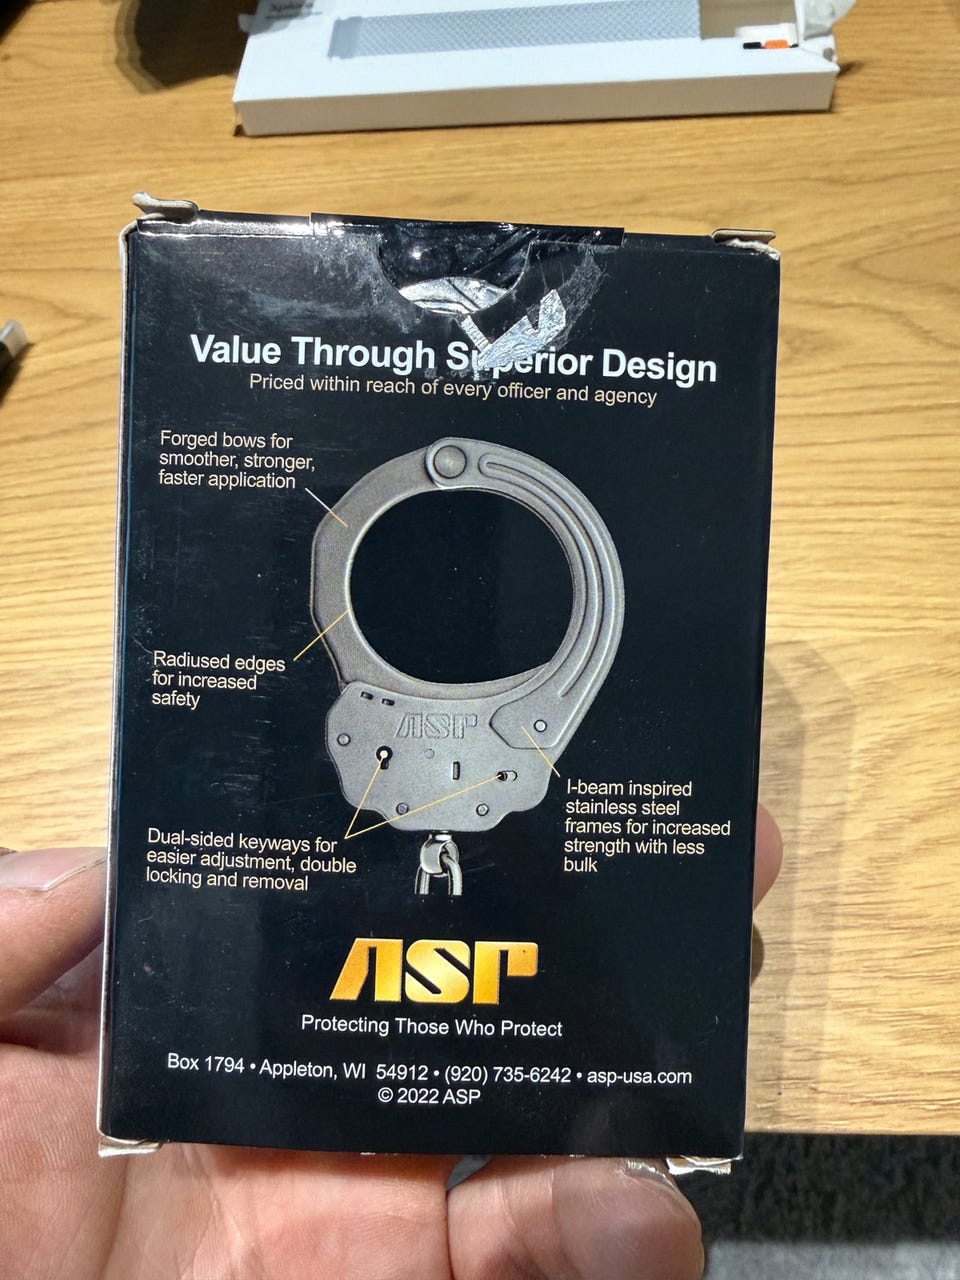 Value Through Superior Design
Priced within reach of every officer and agency
Forged bows for
smoother, stronger,
faster application
Radiused edges
for increased
safety
ASP
I-beam inspired
stainless steel
frames for increased
strength with less
bulk
Dual-sided keyways for
easier adjustment, double
locking and removal
ASP
Protecting Those Who Protect
Box 1794 • Appleton, WI 54912 • (920) 735-6242 • asp-usa.com
© 2022 ASP